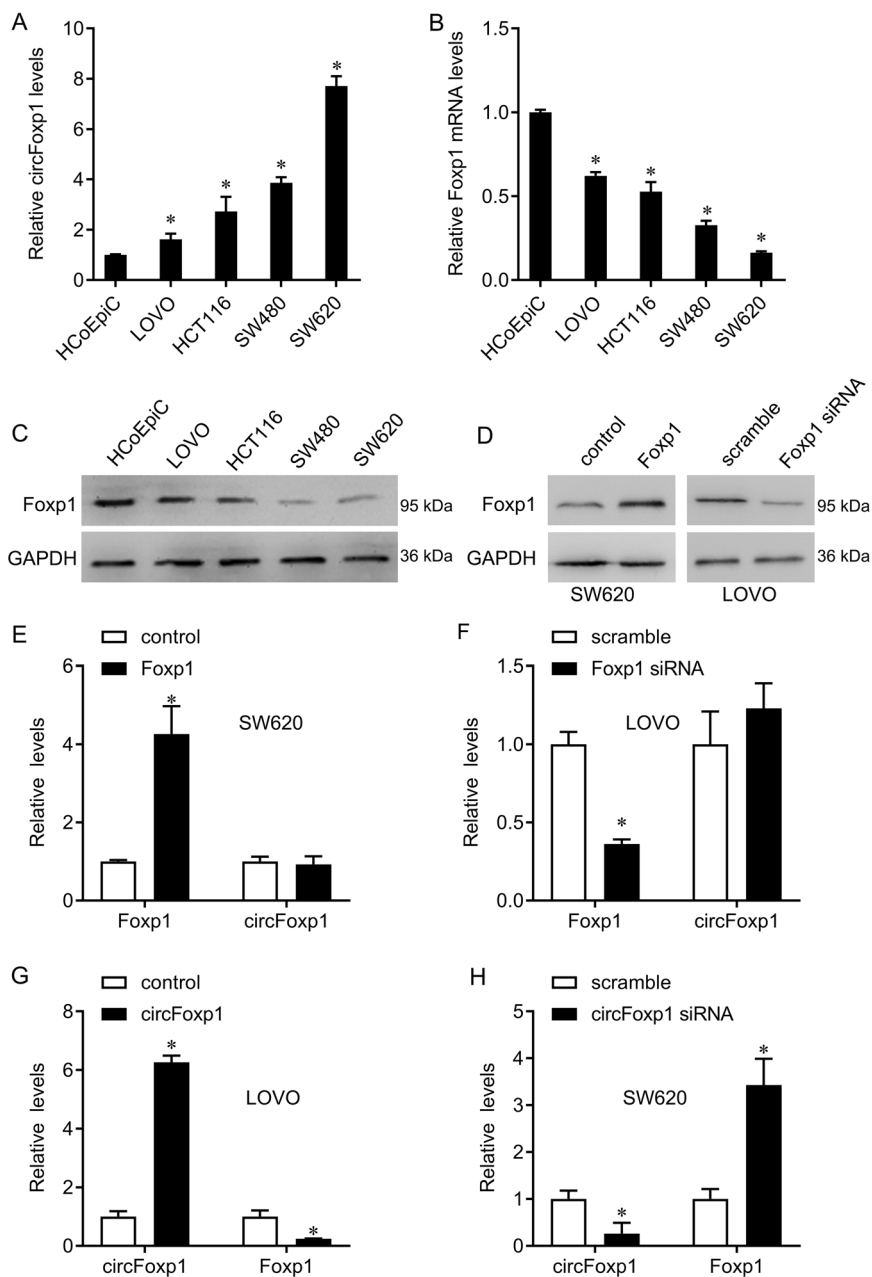 A
Relative circFoxp1 levels
10
8
6
4
2
0
*
*
*
*
HCoEpiC
LOVO
HCT116
SW480
SW620
B
Relative Foxp1 mRNA levels
1.5
1.0
0.5
0.0
*
*
*
*
HCoEpiC
LOVO
HCT116
SW480
SW620
C
HCoEpiC
LOVO
HCT116
SW480
SW620
Foxp1
95 kDa
GAPDH
36 kDa
D
control
Foxp1
scramble
Foxp1 siRNA
Foxp1
95 kDa
GAPDH
36 kDa
SW620
LOVO
E
control
Foxp1
Relative levels
6
4
2
0
SW620
*
Foxp1
circFoxp1
F
scramble
Foxp1 siRNA
Relative levels
1.5
1.0
0.5
0.0
LOVO
*
Foxp1
circFoxp1
G
control
circFoxp1
Relative levels
8
6
4
2
0
LOVO
*
*
circFoxp1
Foxp1
H
scramble
circFoxp1 siRNA
Relative levels
5
4
3
2
1
0
SW620
*
*
circFoxp1
Foxp1